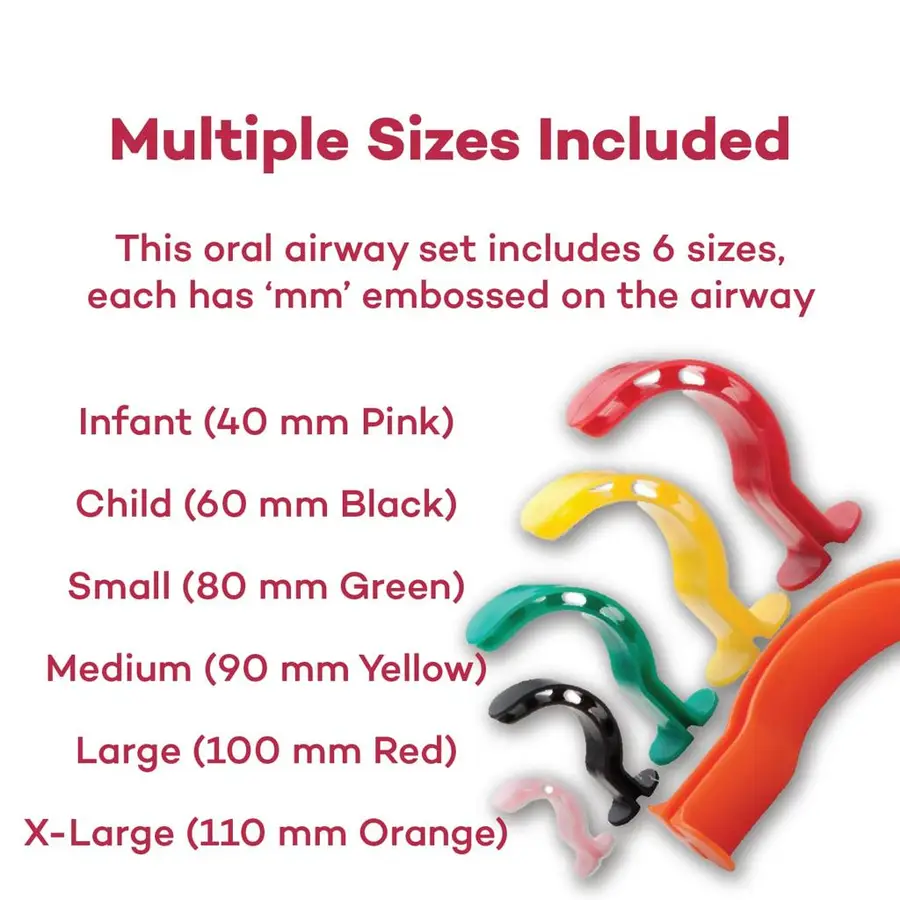 Multiple Sizes Included
This oral airway set includes 6 sizes,
each has ‘mm’ embossed on the airway
Infant (40 mm Pink)
Child (60 mm Black)
Small (80 mm Green)
Medium (90 mm Yellow)
Large (100 mm Red)
X-Large (110 mm Orange)